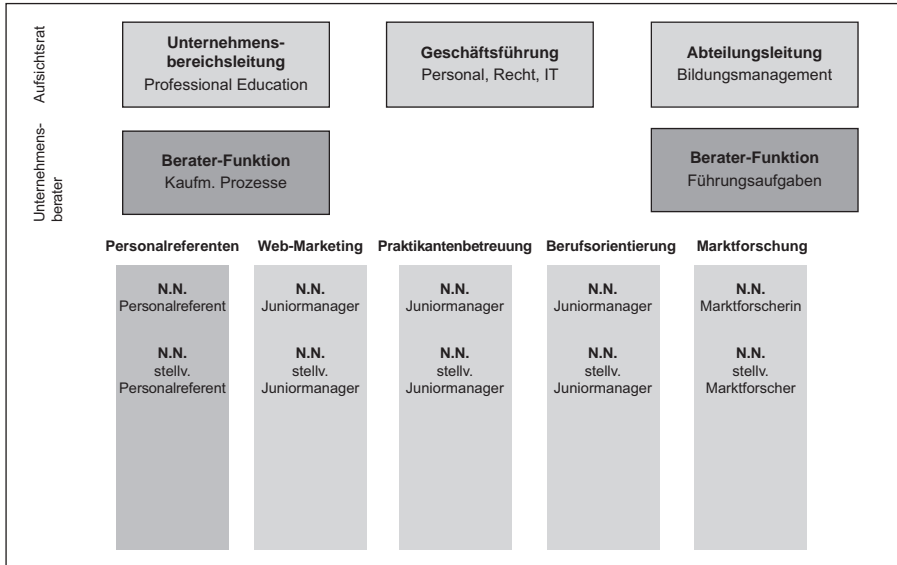 Aufsichtsrat
Unternehmens-
bereichsleitung
Professional Education
Geschäftsführung
Personal, Recht, IT
Abteilungsleitung
Bildungsmanagement
Unternehmens-
berater
Berater-Funktion
Kaufm. Prozesse
Berater-Funktion
Führungsaufgaben
Personalreferenten
Web-Marketing
Praktikantenbetreuung
Berufsorientierung
Marktforschung
N.N.
Personalreferent
N.N.
stellv.
Personalreferent
N.N.
Juniormanager
N.N.
stellv.
Juniormanager
N.N.
Juniormanager
N.N.
stellv.
Juniormanager
N.N.
Juniormanager
N.N.
stellv.
Juniormanager
N.N.
Marktforscherin
N.N.
stellv.
Marktforscher